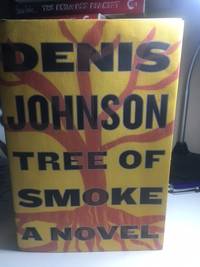 DENIS
JOHNSON
TREE OF
SMOKE
A NOVEL